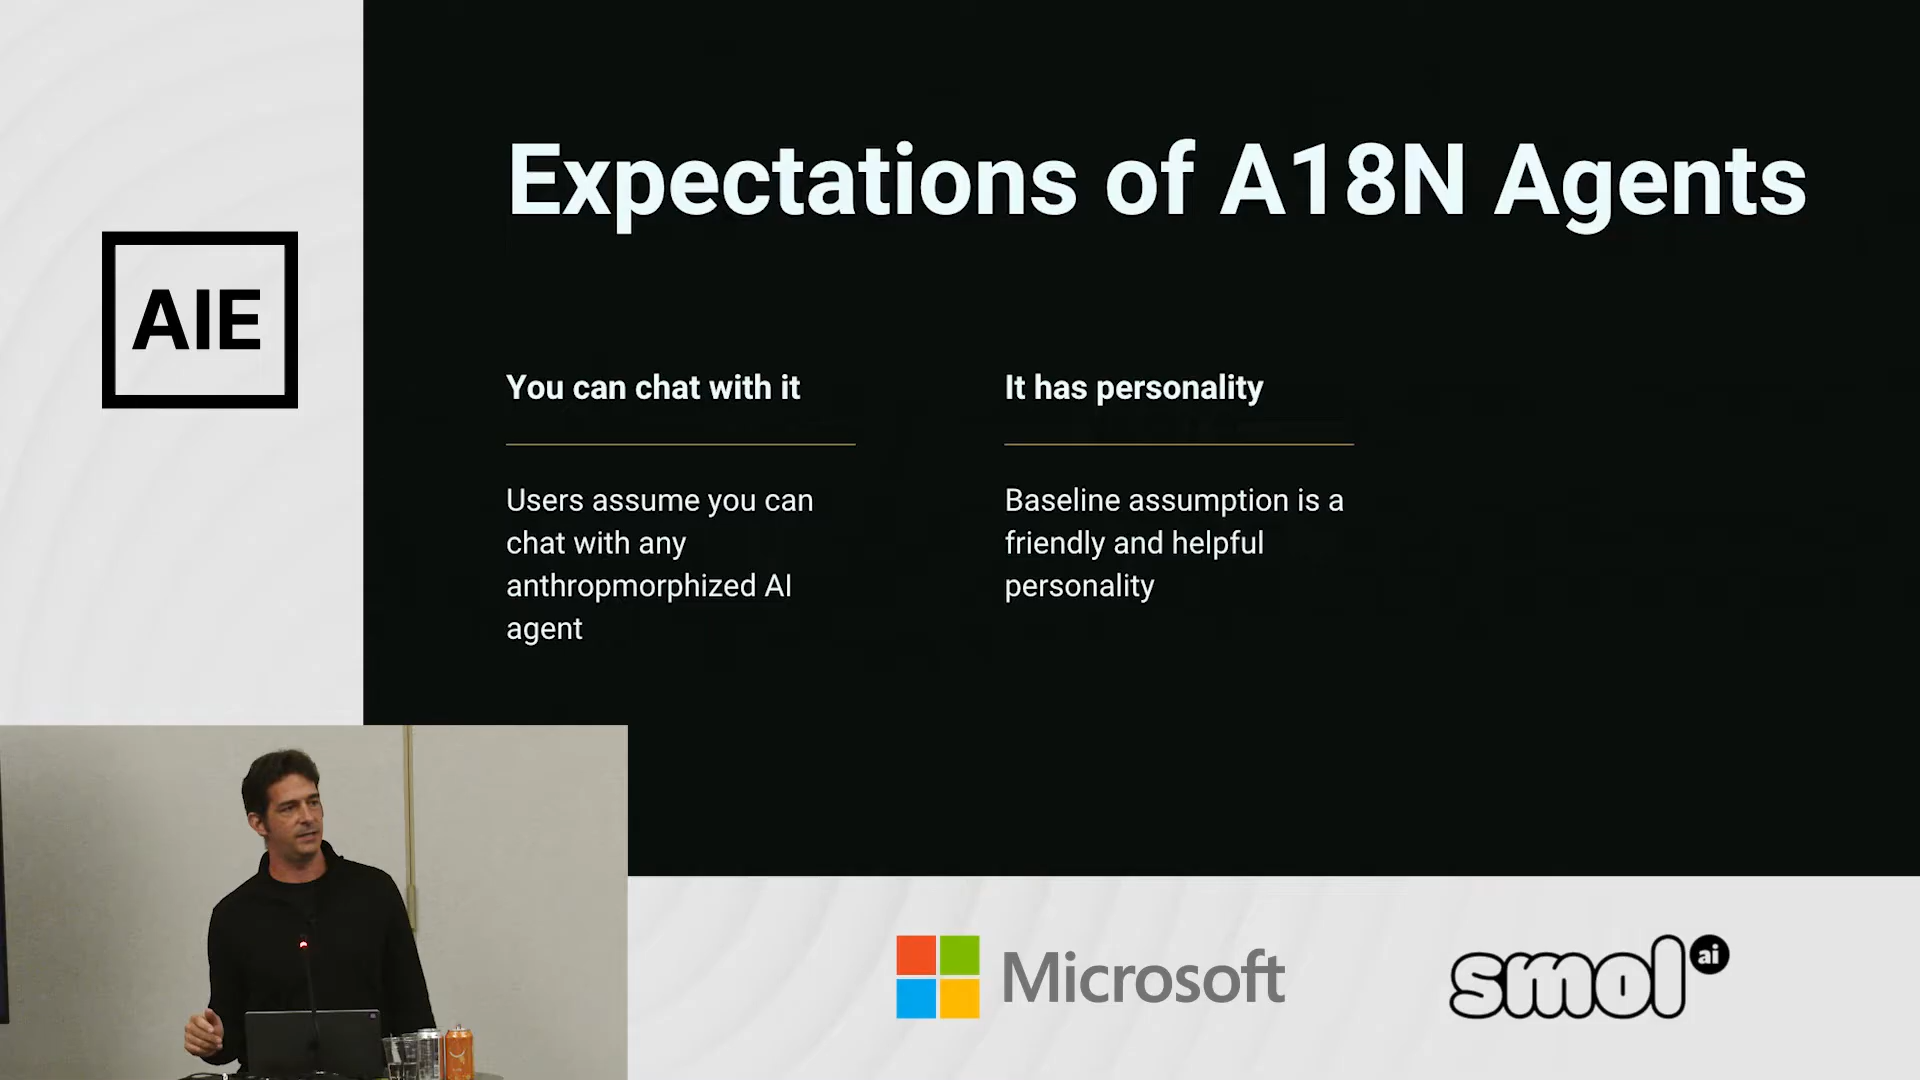 Expectations of A18N Agents
AIE
You can chat with it
Users assume you can
chat with any
anthropmorphized AI
agent
It has personality
Baseline assumption is a
friendly and helpful
personality
Microsoft
smol ai